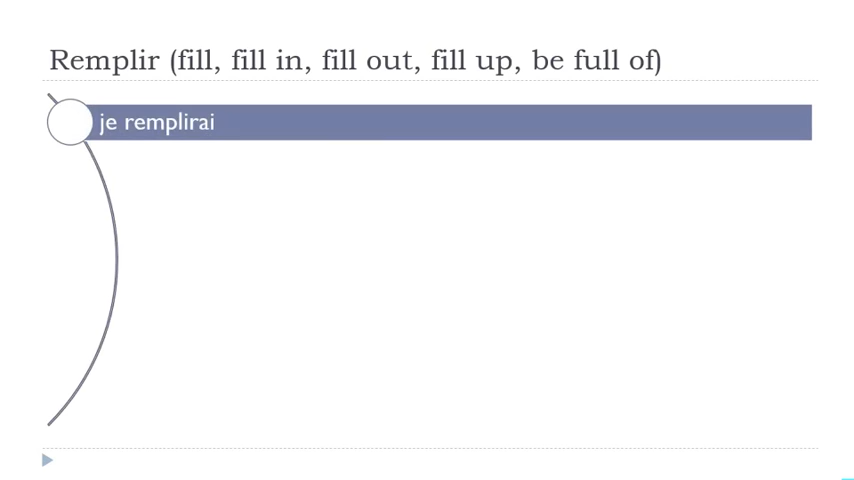 Remplir (fill, fill in, fill out, fill up, be full of)
je remplirai